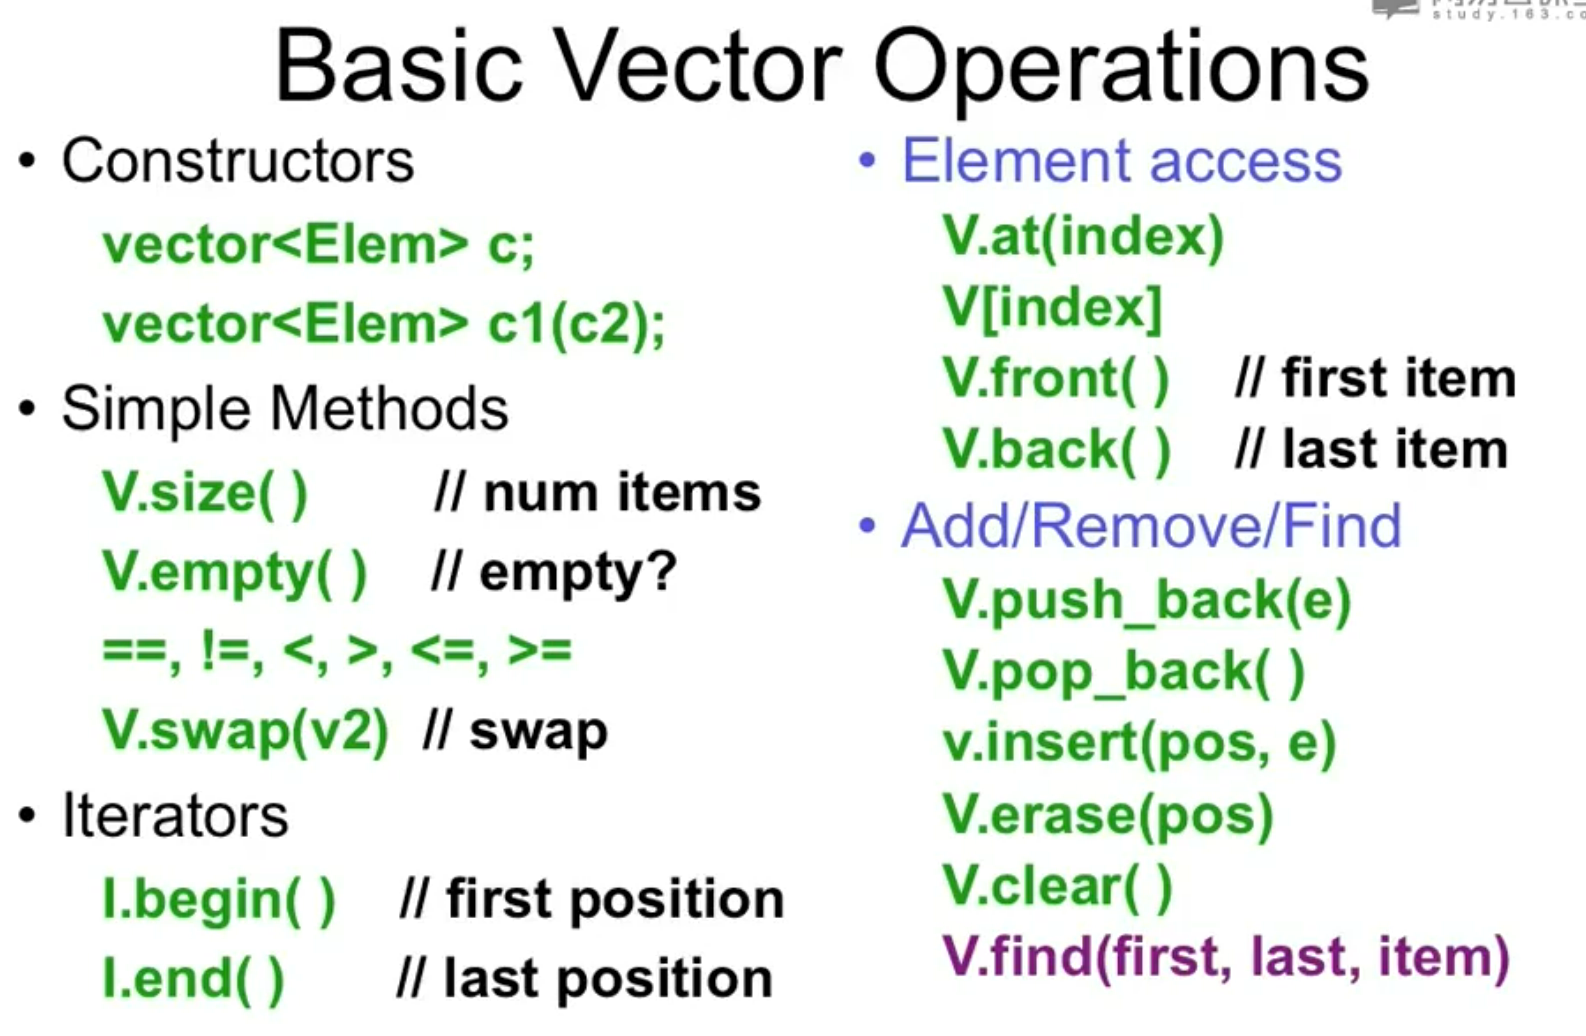 study.163.co
Basic Vector Operations
• Constructors
vector<Elem> c;
vector<Elem> c1(c2);
• Simple Methods
V.size( ) // num items
V.empty( ) // empty?
==, !=, <, >, <=, >=
V.swap(v2) // swap
• Iterators
I.begin( ) // first position
I.end( ) // last position
• Element access
V.at(index)
V[index]
V.front( ) // first item
V.back( ) // last item
• Add/Remove/Find
V.push_back(e)
V.pop_back( )
v.insert(pos, e)
V.erase(pos)
V.clear( )
V.find(first, last, item)